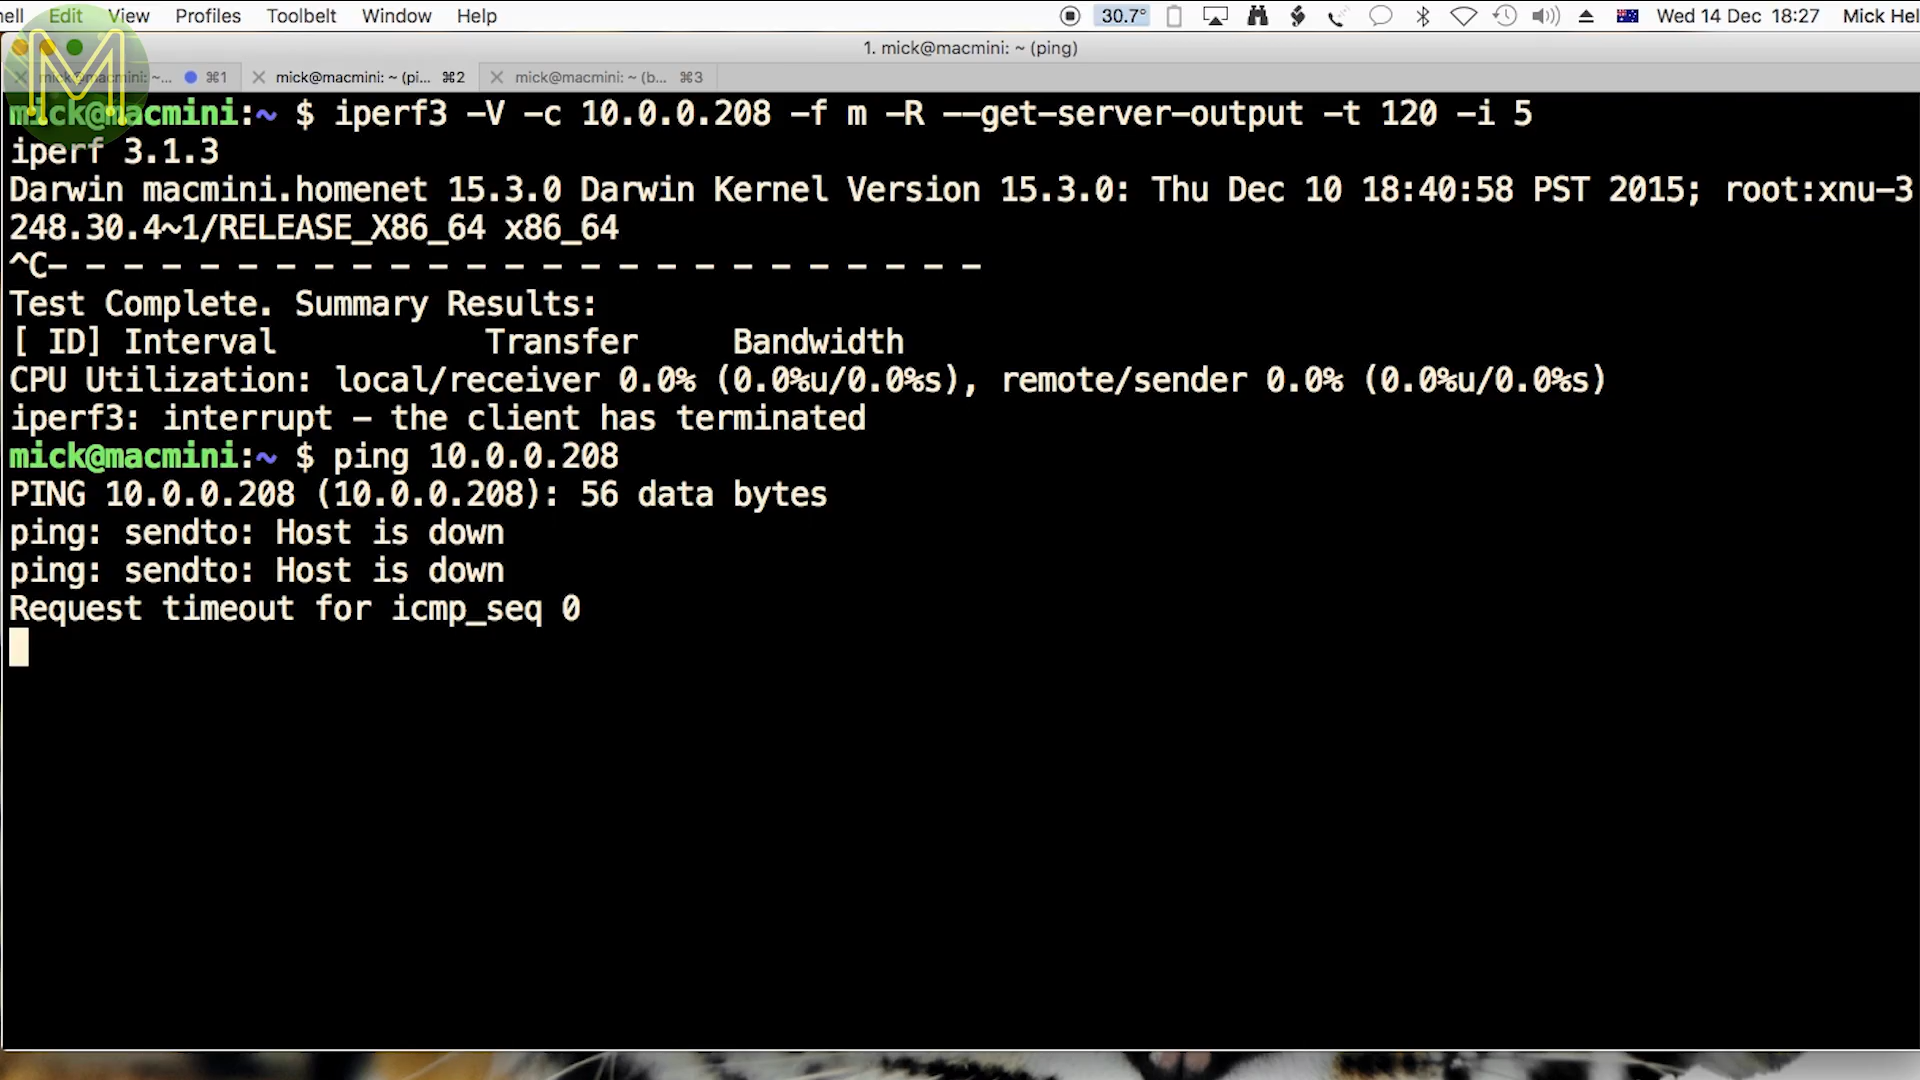 ell Edit View Profiles Toolbelt Window Help 30.7° Wed 14 Dec 18:27 Mick Hel
1. mick@macmini: ~ (ping)
mick@macmini: ~... ⌘1 mick@macmini: ~ (pi... ⌘2 mick@macmini: ~ (b... ⌘3
M
mick@macmini:~ $ iperf3 -V -c 10.0.0.208 -f m -R --get-server-output -t 120 -i 5
iperf 3.1.3
Darwin macmini.homenet 15.3.0 Darwin Kernel Version 15.3.0: Thu Dec 10 18:40:58 PST 2015; root:xnu-3
248.30.4~1/RELEASE_X86_64 x86_64
^C- - - - - - - - - - - - - - - - - - - - - - - - -
Test Complete. Summary Results:
[ ID] Interval Transfer Bandwidth
CPU Utilization: local/receiver 0.0% (0.0%u/0.0%s), remote/sender 0.0% (0.0%u/0.0%s)
iperf3: interrupt - the client has terminated
mick@macmini:~ $ ping 10.0.0.208
PING 10.0.0.208 (10.0.0.208): 56 data bytes
ping: sendto: Host is down
ping: sendto: Host is down
Request timeout for icmp_seq 0